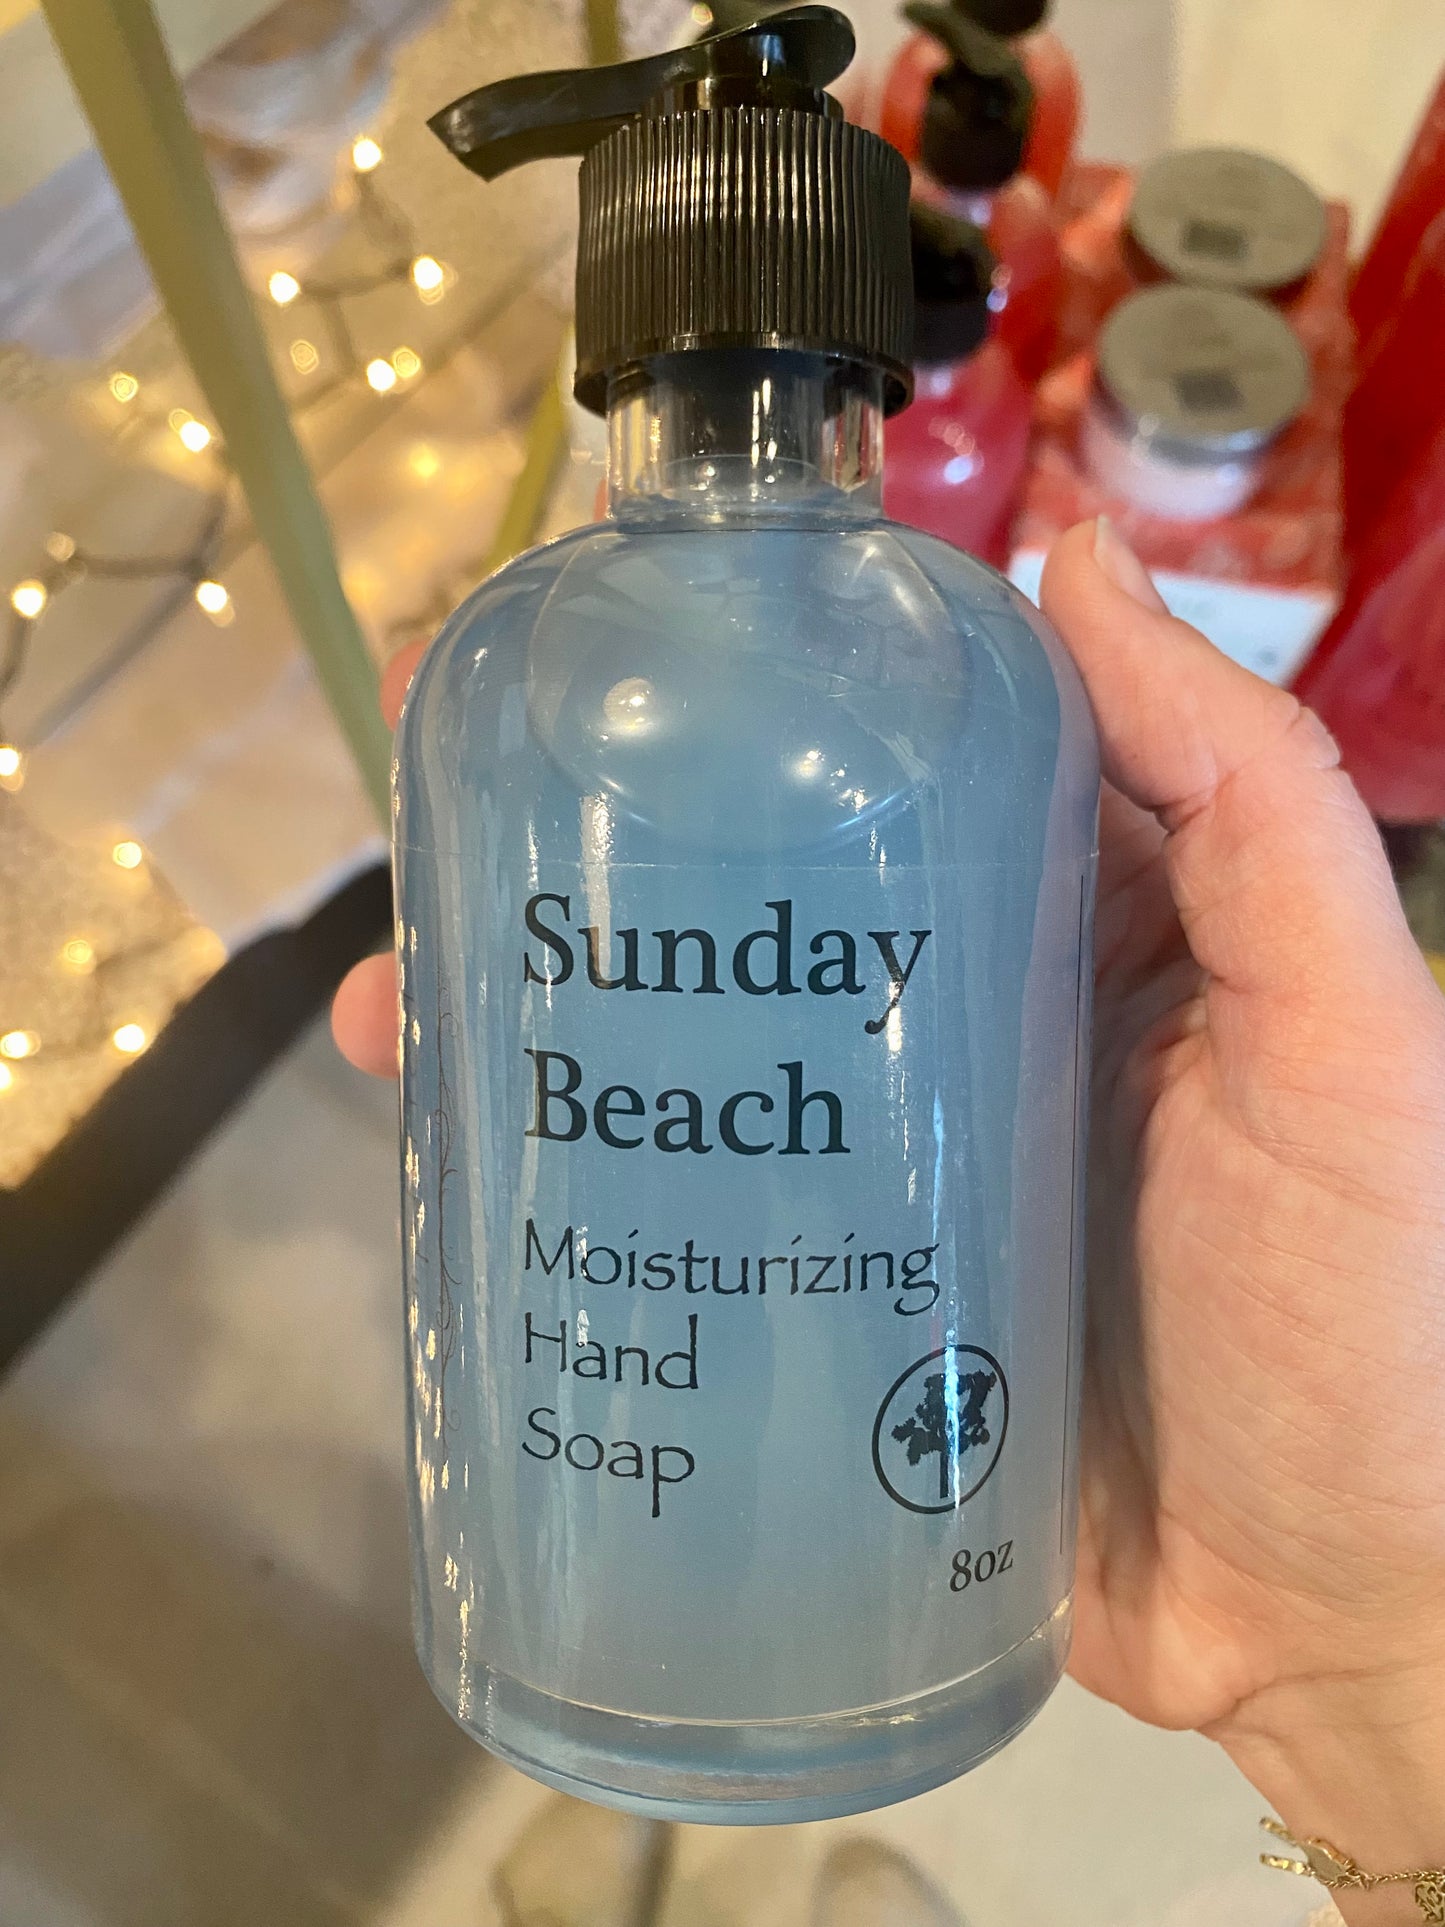 Sunday
Beach
Moisturizing
Hand
Soap
8oz